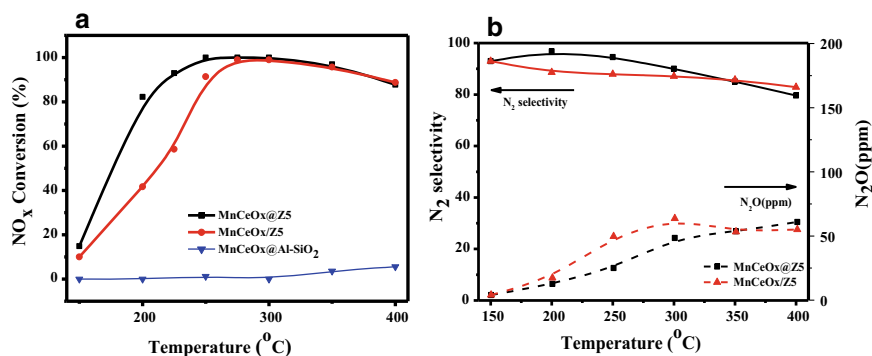 a
NOx Conversion (%)
100
80
60
40
20
0
MnCeOx@Z5
MnCeOx/Z5
MnCeOx@Al-SiO2
200
300
400
Temperature (oC)
b
N2 selectivity
100
80
60
40
20
0
N2 selectivity
N2O(ppm)
MnCeOx@Z5
MnCeOx/Z5
200
150
100
50
0
N2O(ppm)
150
200
250
300
350
400
Temperature (oC)